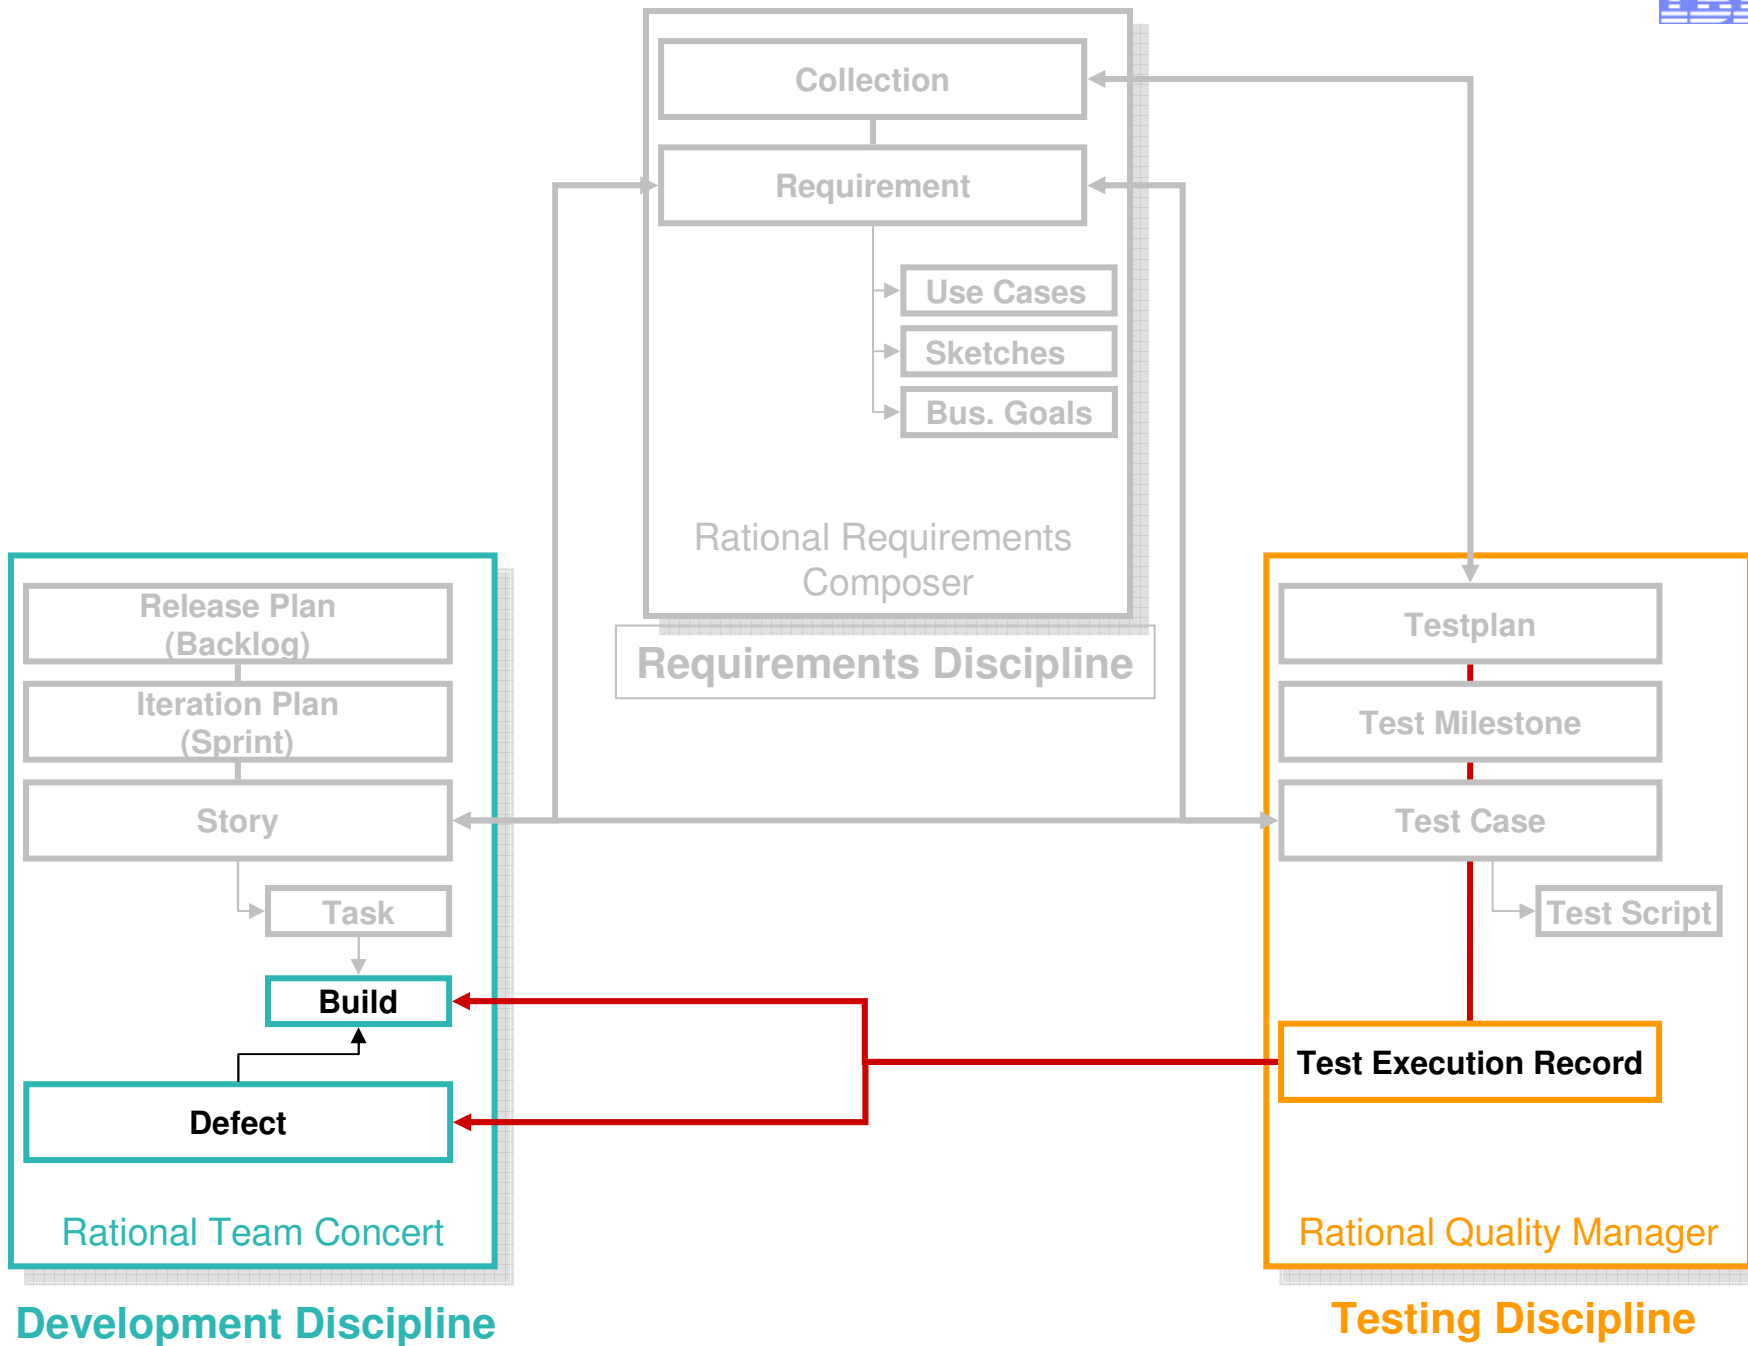 IBM
Collection
Requirement
Use Cases
Sketches
Bus. Goals
Rational Requirements
Composer
Requirements Discipline
Release Plan
(Backlog)
Iteration Plan
(Sprint)
Story
Task
Build
Defect
Rational Team Concert
Development Discipline
Testplan
Test Milestone
Test Case
Test Script
Test Execution Record
Rational Quality Manager
Testing Discipline